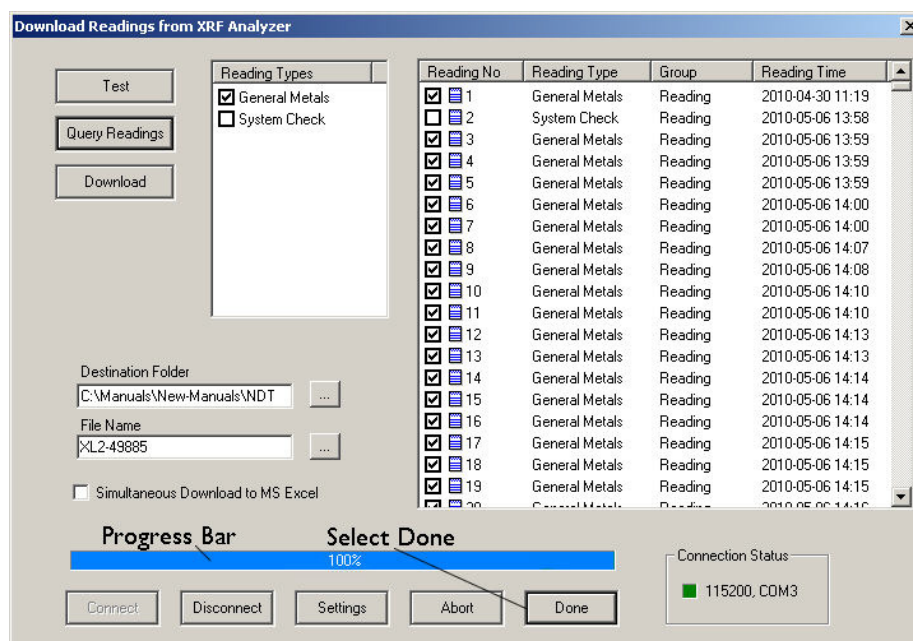 Download Readings from XRF Analyzer
Test
Query Readings
Download
Reading Types
General Metals
System Check
Reading No Reading Type Group Reading Time
1 General Metals Reading 2010-04-30 11:19
2 System Check Reading 2010-05-06 13:58
3 General Metals Reading 2010-05-06 13:59
4 General Metals Reading 2010-05-06 13:59
5 General Metals Reading 2010-05-06 13:59
6 General Metals Reading 2010-05-06 14:00
7 General Metals Reading 2010-05-06 14:00
8 General Metals Reading 2010-05-06 14:07
9 General Metals Reading 2010-05-06 14:08
10 General Metals Reading 2010-05-06 14:10
11 General Metals Reading 2010-05-06 14:10
12 General Metals Reading 2010-05-06 14:13
13 General Metals Reading 2010-05-06 14:13
14 General Metals Reading 2010-05-06 14:14
15 General Metals Reading 2010-05-06 14:14
16 General Metals Reading 2010-05-06 14:14
17 General Metals Reading 2010-05-06 14:15
18 General Metals Reading 2010-05-06 14:15
19 General Metals Reading 2010-05-06 14:15
Destination Folder
C:\Manuals\New-Manuals\NDT ...
File Name
XL2-49885 ...
Simultaneous Download to MS Excel
Progress Bar Select Done
100%
Connect Disconnect Settings Abort Done
Connection Status
115200, COM3